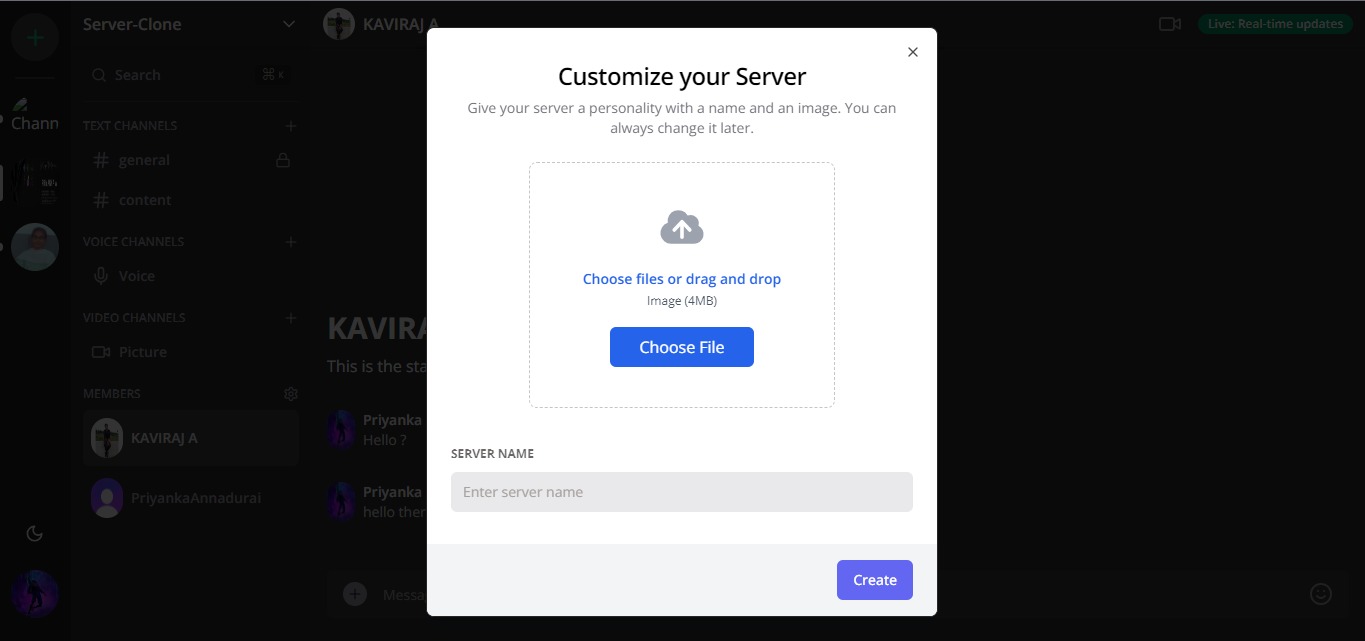 Server-Clone
Search
⌘ K
Chann
TEXT CHANNELS
general
content
VOICE CHANNELS
Voice
VIDEO CHANNELS
Picture
MEMBERS
KAVIRAJ A
PriyankaAnnadurai
KAVIRAJ A
Live: Real-time updates
KAVIRA
This is the sta
Priyanka
Hello ?
Priyanka
hello ther
Messa
Customize your Server
Give your server a personality with a name and an image. You can
always change it later.
Choose files or drag and drop
Image (4MB)
Choose File
SERVER NAME
Enter server name
Create